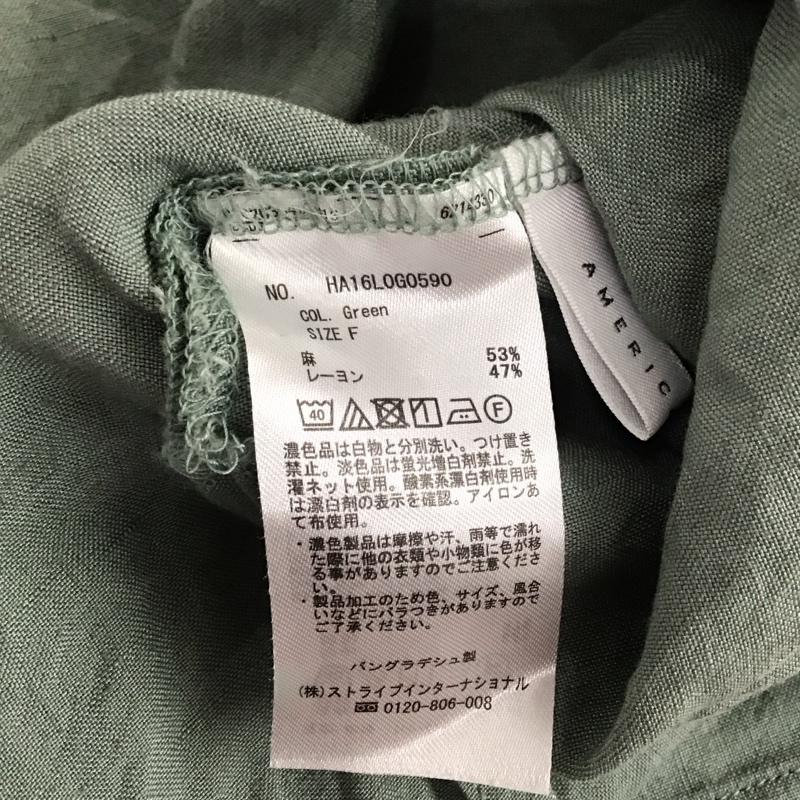 6X14330
NO. HA16L0G0590
COL. Green
SIZE F
麻 53%
レーヨン 47%
40 F
濃色品は白物と分別洗い。つけ置き
禁止。淡色品は蛍光増白剤禁止。洗
濯ネット使用。酸素系漂白剤使用時
は漂白剤の表示を確認。アイロンあ
て布使用。
・濃色製品は摩擦や汗、雨等で濡れ
た際に他の衣類や小物類に色が移
る事がありますのでご注意くださ
い。
・製品加工のため色、サイズ、風合
いなどにバラつきがありますので
ご了承ください。
バングラデシュ製
(株)ストライプインターナショナル
0120-806-008
AMERIC